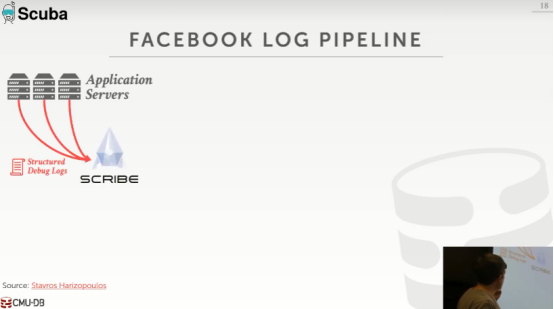 Scuba
18
FACEBOOK LOG PIPELINE
Application
Servers
Structured
Debug Logs
SCRIBE
Source: Stavros Harizopoulos
CMU-DB